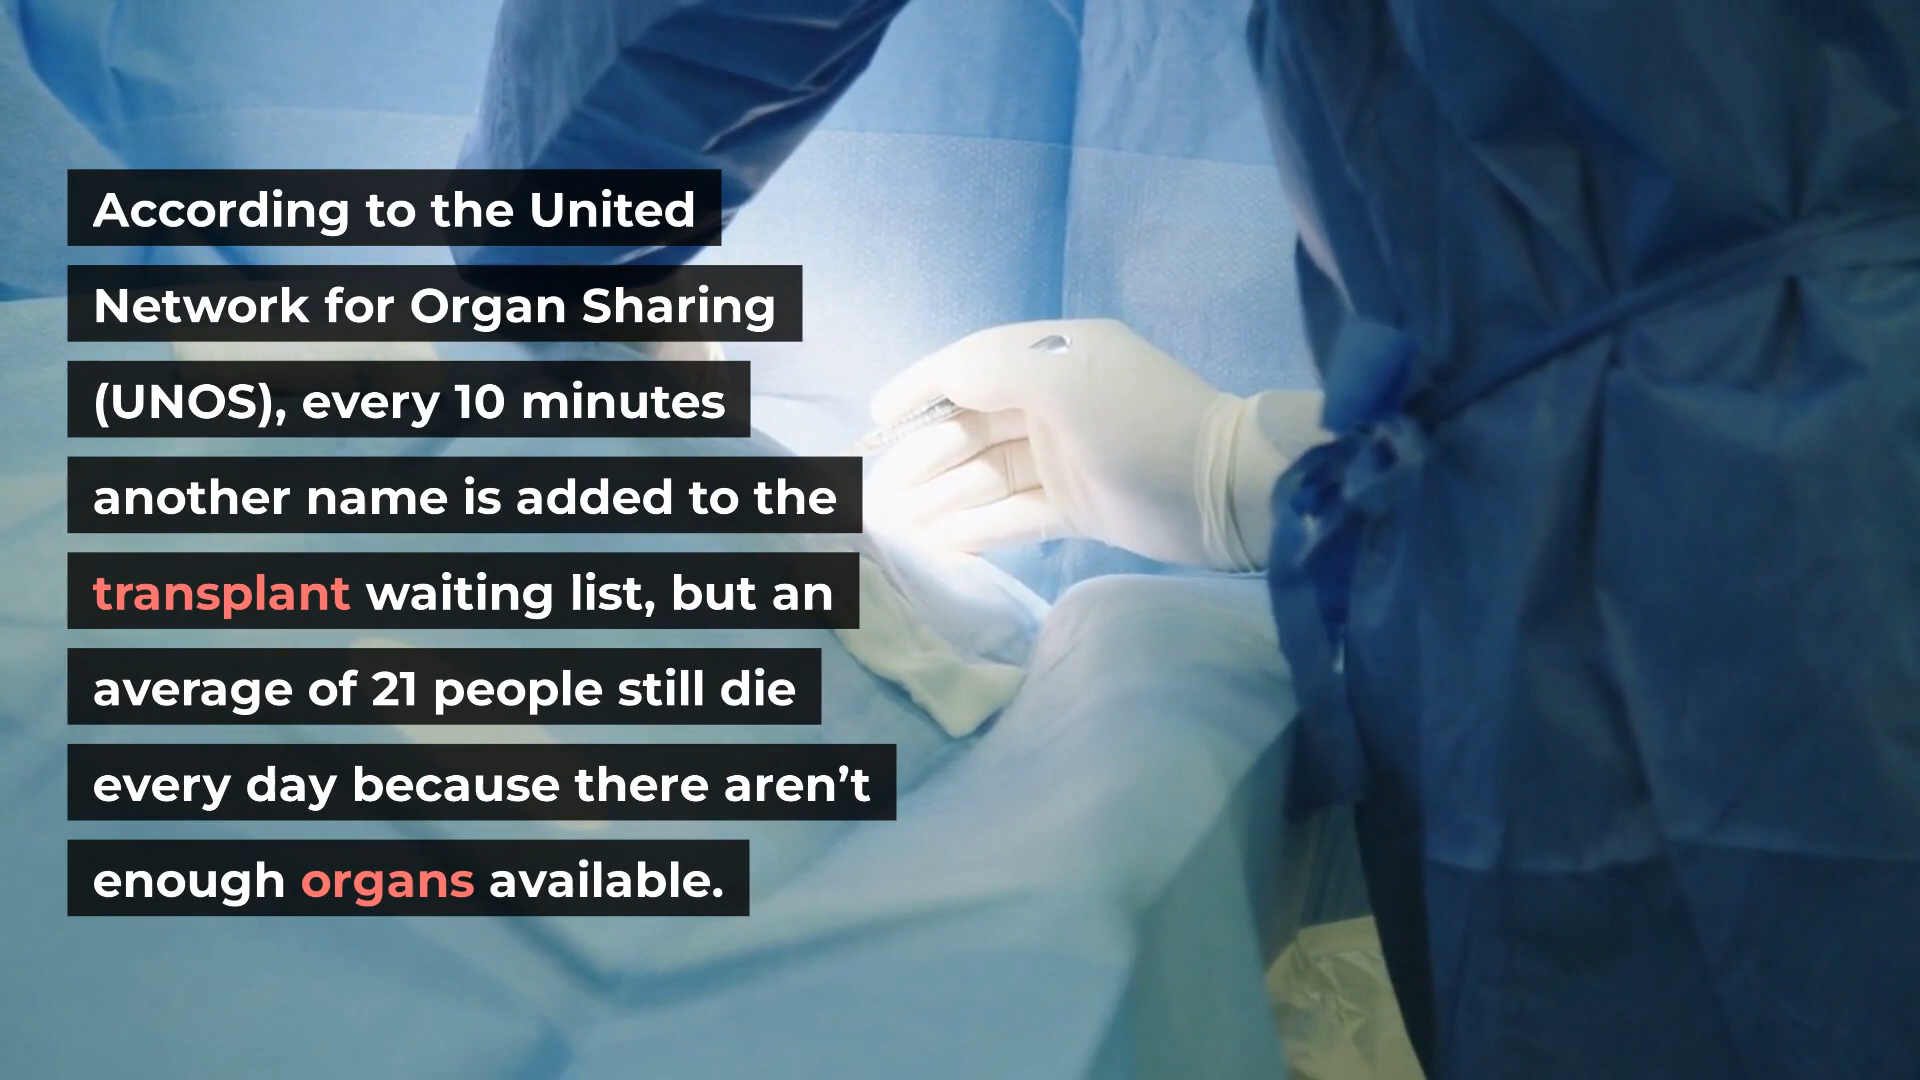 According to the United
Network for Organ Sharing
(UNOS), every 10 minutes
another name is added to the
transplant waiting list, but an
average of 21 people still die
every day because there aren’t
enough organs available.